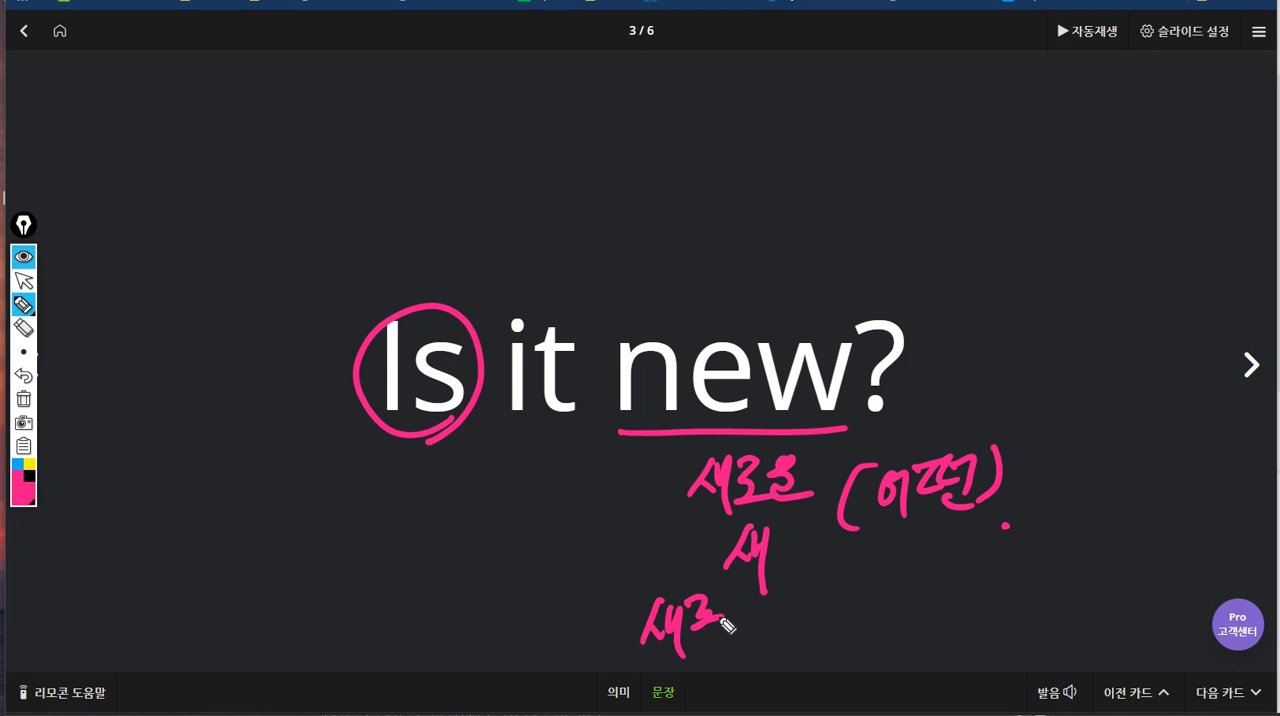 3 / 6
자동재생
슬라이드 설정
Is it new?
새로운 (어떤).
새
새로
Pro
고객센터
리모콘 도움말
의미
문장
발음
이전 카드
다음 카드